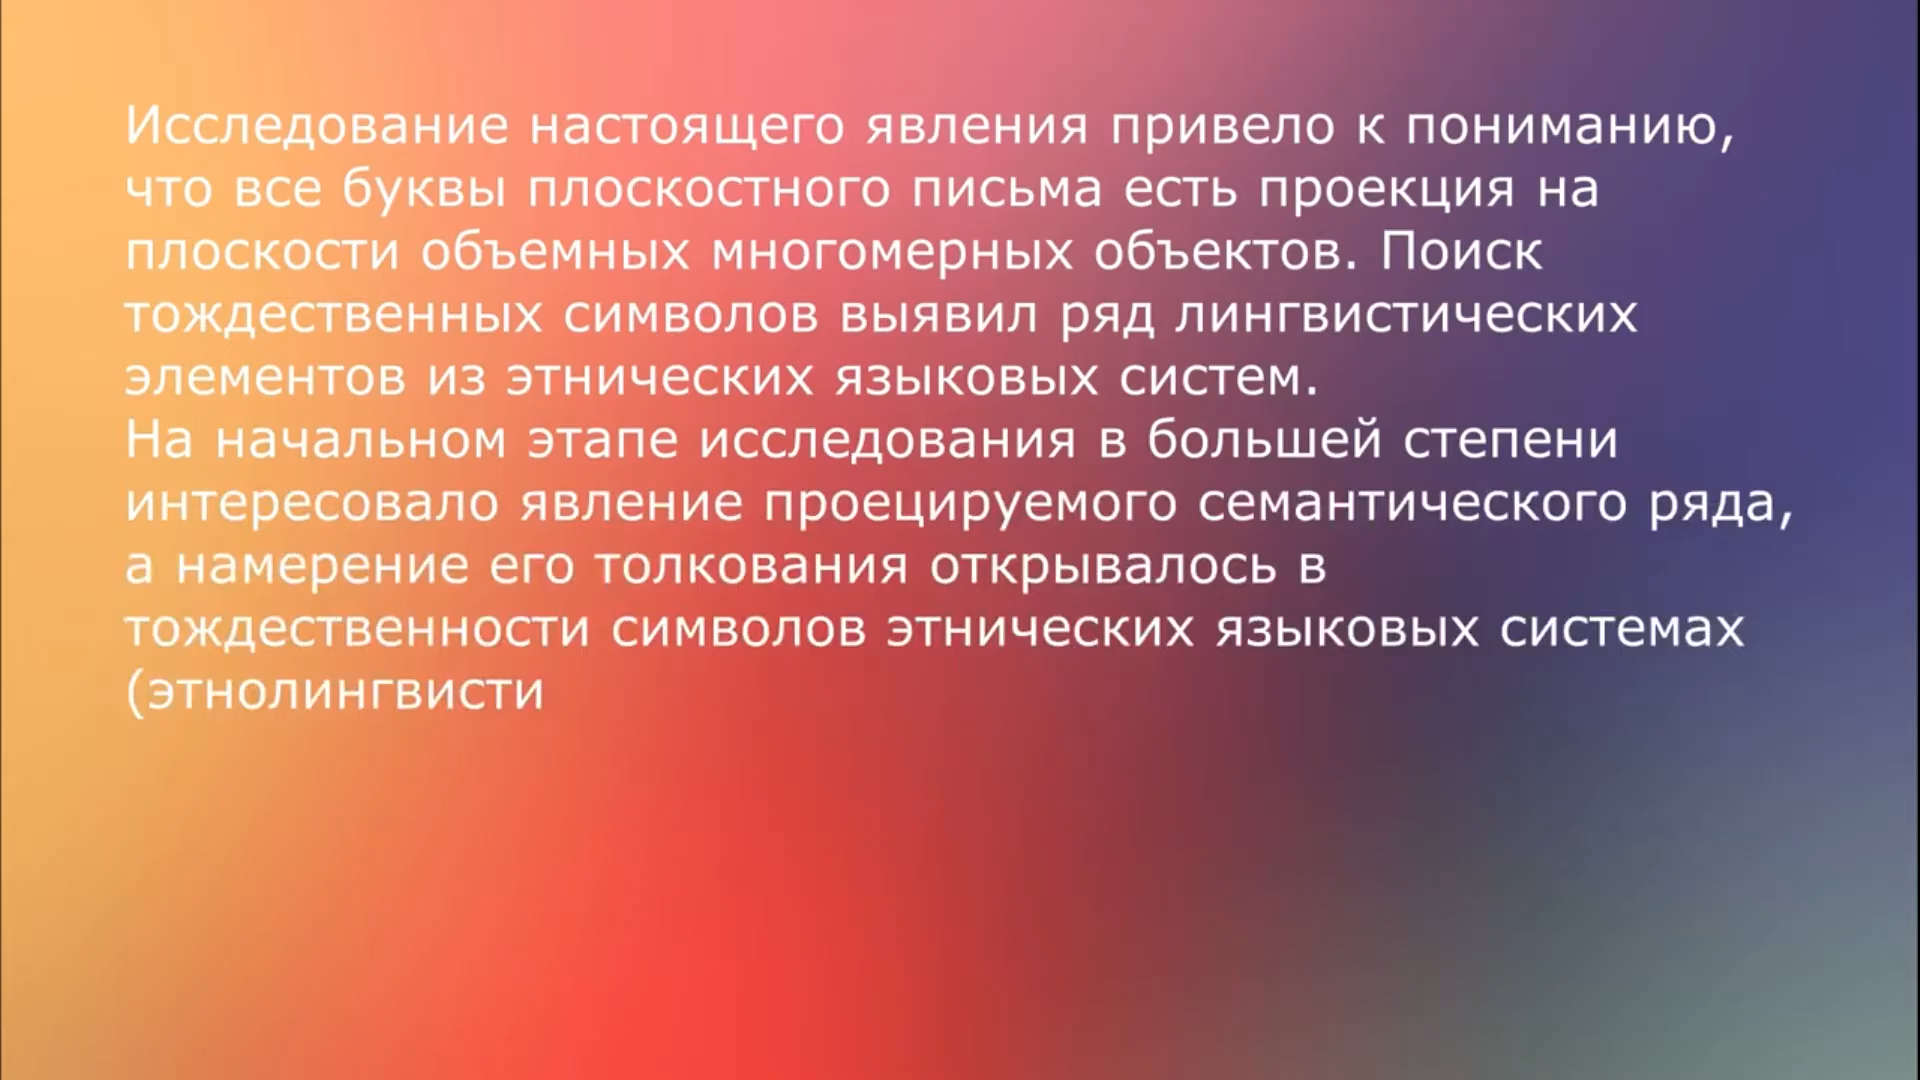 Исследование настоящего явления привело к пониманию,
что все буквы плоскостного письма есть проекция на
плоскости объемных многомерных объектов. Поиск
тождественных символов выявил ряд лингвистических
элементов из этнических языковых систем.
На начальном этапе исследования в большей степени
интересовало явление проецируемого семантического ряда,
а намерение его толкования открывалось в
тождественности символов этнических языковых системах
(этнолингвисти